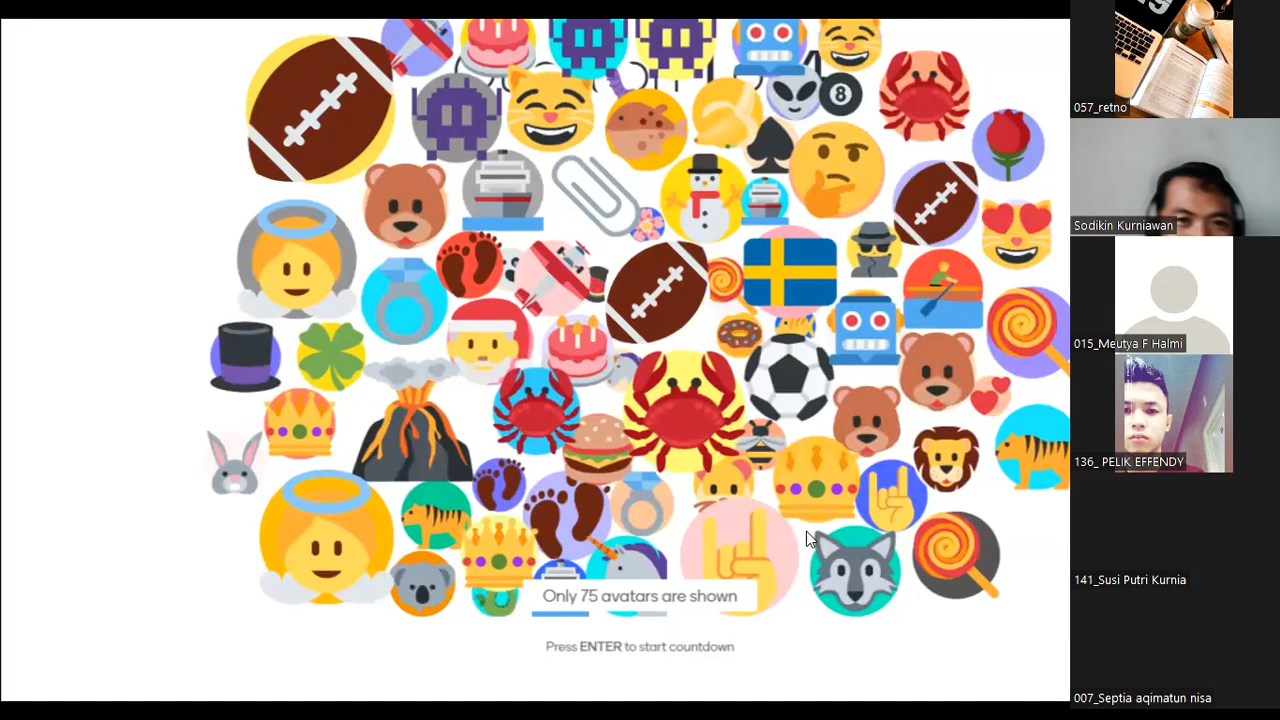 8
Only 75 avatars are shown
Press ENTER to start countdown
057_retno
Sodikin Kurniawan
015_Meutya F Halmi
136_ PELIK EFFENDY
141_Susi Putri Kurnia
007_Septia aqimatun nisa